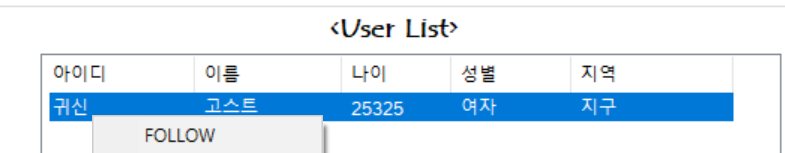 <User List>
아이디 이름 나이 성별 지역
귀신 고스트 25325 여자 지구
FOLLOW